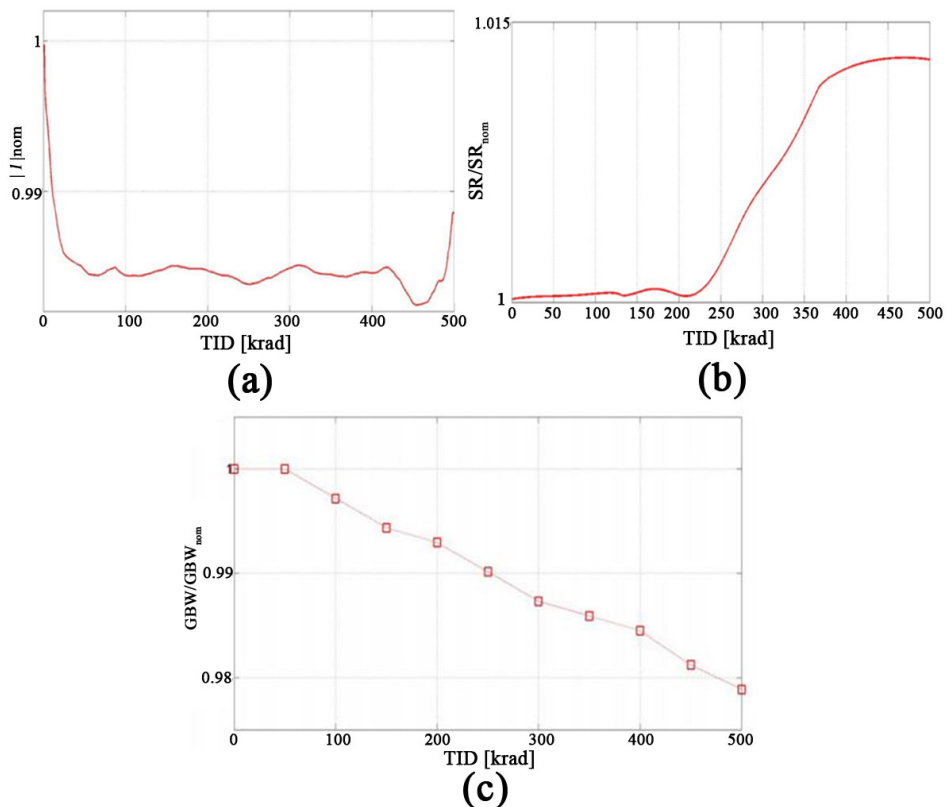 1
0.99
| I |nom
0 100 200 300 400 500
TID [krad]
(a)
1.015
1
SR/SRnom
0 50 100 150 200 250 300 350 400 450 500
TID [krad]
(b)
1
0.99
0.98
GBW/GBWnom
0 100 200 300 400 500
TID [krad]
(c)